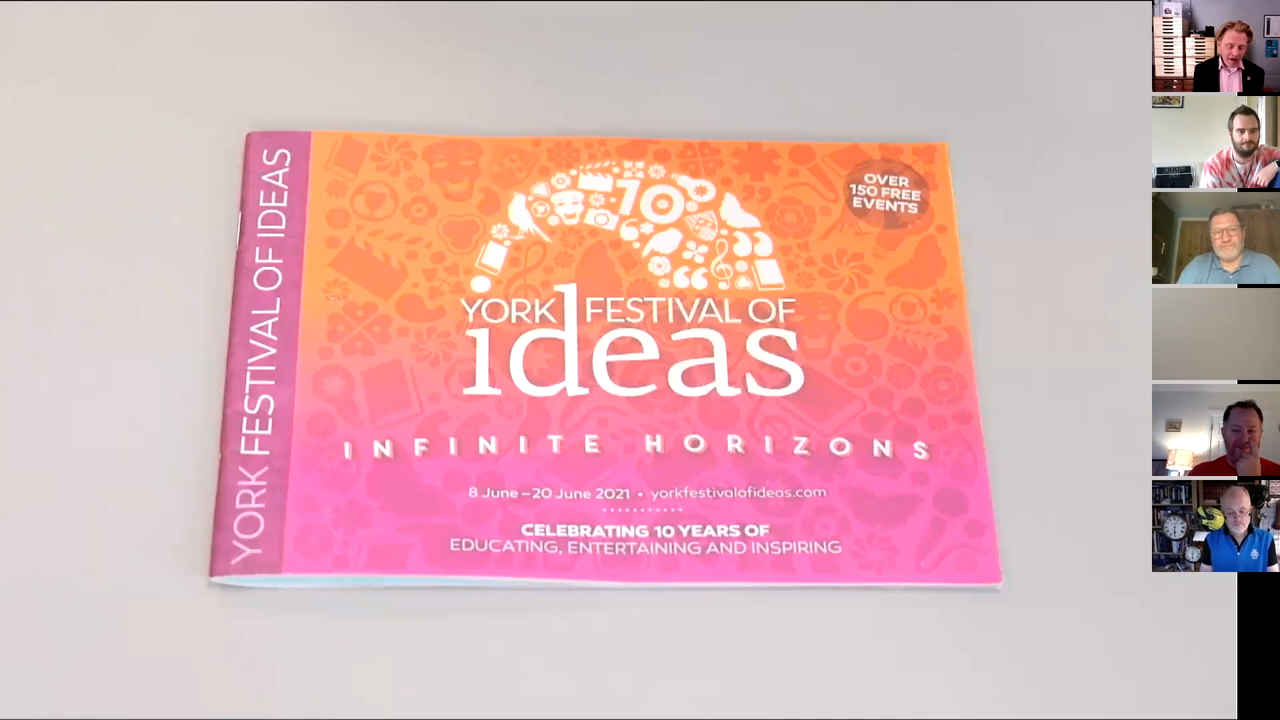 YORK FESTIVAL OF IDEAS
10
OVER
150 FREE
EVENTS
YORK FESTIVAL OF
ideas
INFINITE HORIZONS
8 June – 20 June 2021 • yorkfestivalofideas.com
CELEBRATING 10 YEARS OF
EDUCATING, ENTERTAINING AND INSPIRING